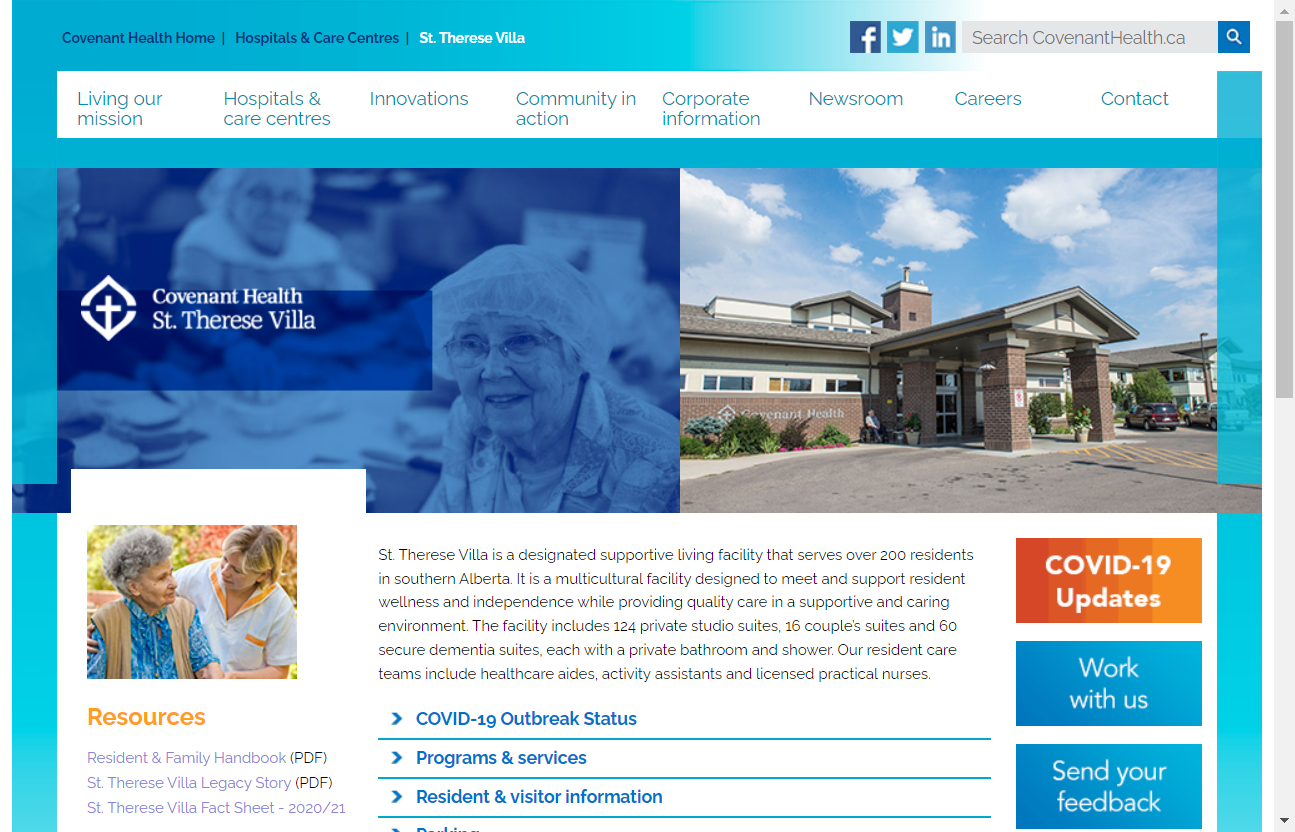 Covenant Health Home | Hospitals & Care Centres | St. Therese Villa
Search CovenantHealth.ca
Living our mission
Hospitals & care centres
Innovations
Community in action
Corporate information
Newsroom
Careers
Contact
Covenant Health
St. Therese Villa
Covenant Health
St. Therese Villa is a designated supportive living facility that serves over 200 residents
in southern Alberta. It is a multicultural facility designed to meet and support resident
wellness and independence while providing quality care in a supportive and caring
environment. The facility includes 124 private studio suites, 16 couple's suites and 60
secure dementia suites, each with a private bathroom and shower. Our resident care
teams include healthcare aides, activity assistants and licensed practical nurses.
COVID-19 Outbreak Status
Programs & services
Resident & visitor information
Parking
Resources
Resident & Family Handbook (PDF)
St. Therese Villa Legacy Story (PDF)
St. Therese Villa Fact Sheet - 2020/21
COVID-19
Updates
Work
with us
Send your
feedback